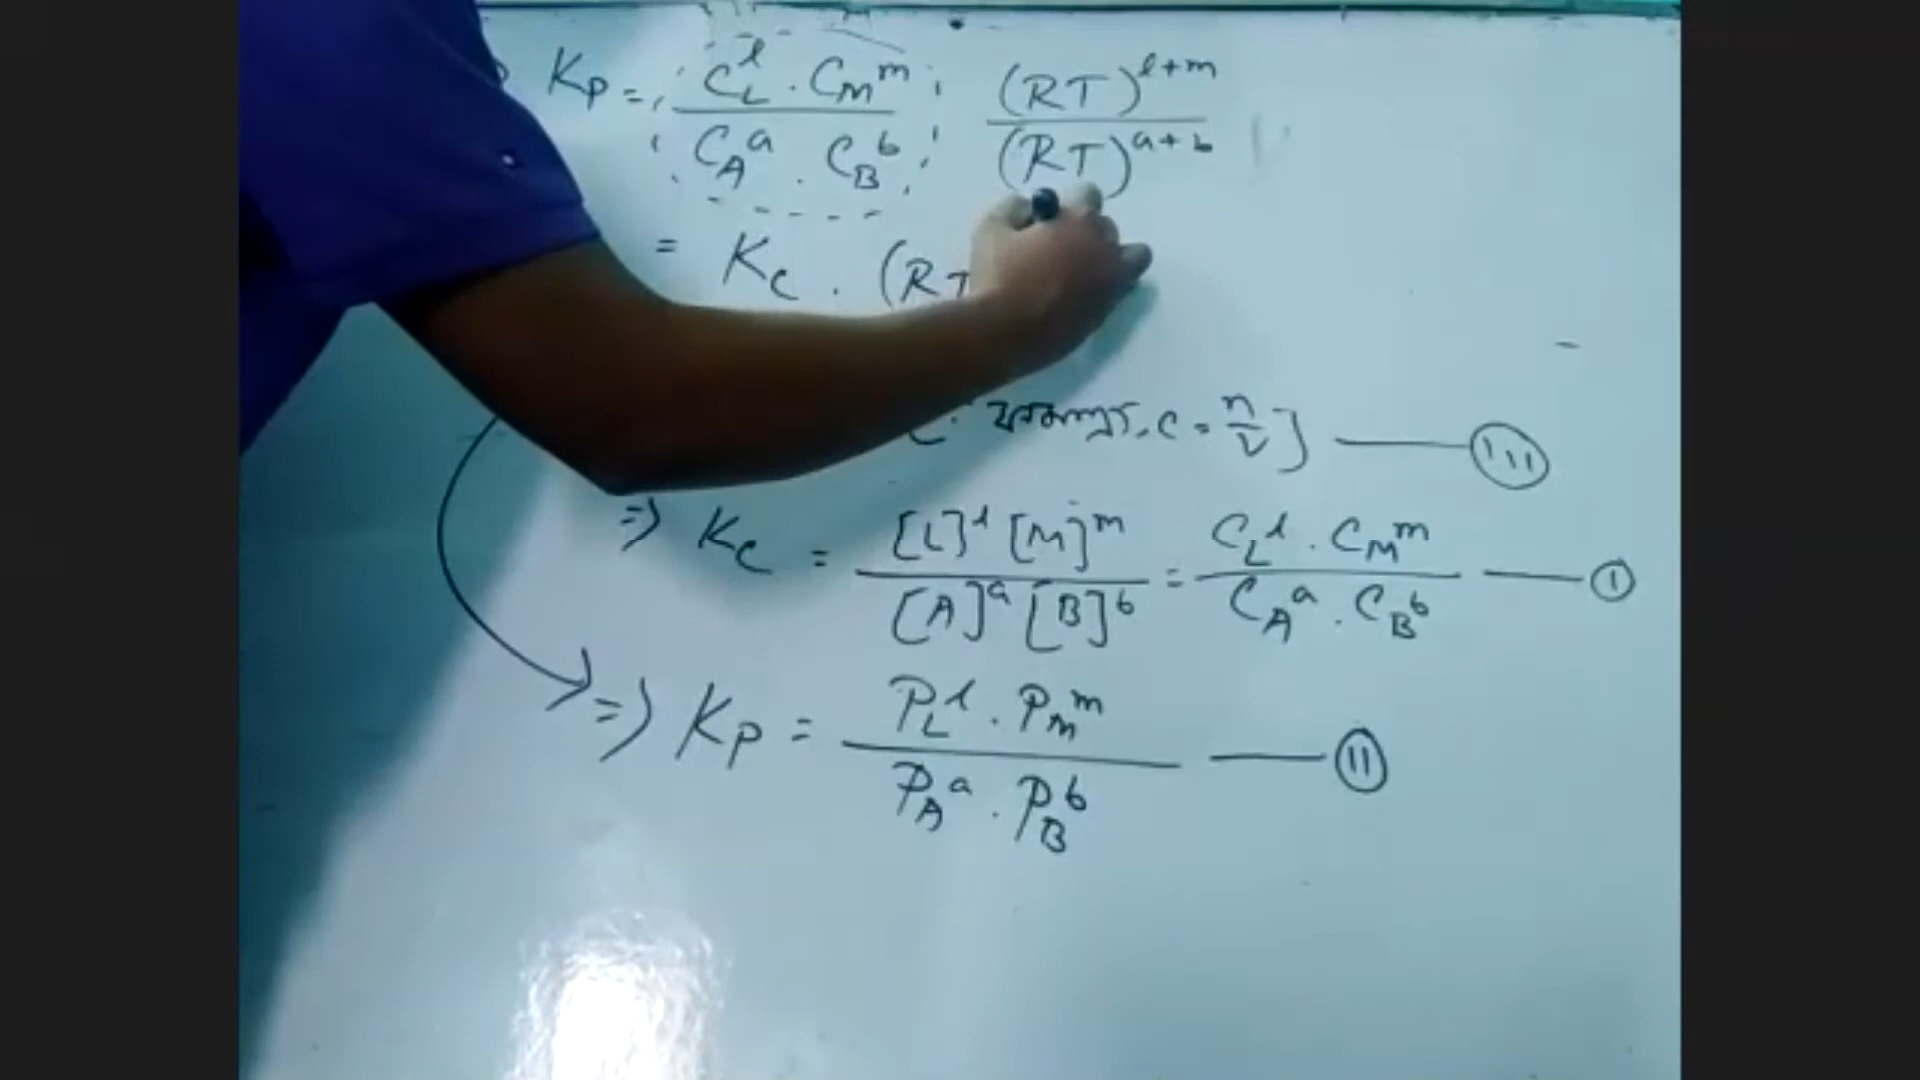 Kp = C_L^l . C_M^m / C_A^a . C_B^b (RT)^l+m / (RT)^a+b
= Kc . (RT
C = n/V] —— (iii)
=> Kc = [L]^l [M]^m / [A]^a [B]^b = C_L^l . C_M^m / C_A^a . C_B^b —— (i)
=> Kp = P_L^l . P_M^m / P_A^a . P_B^b —— (ii)